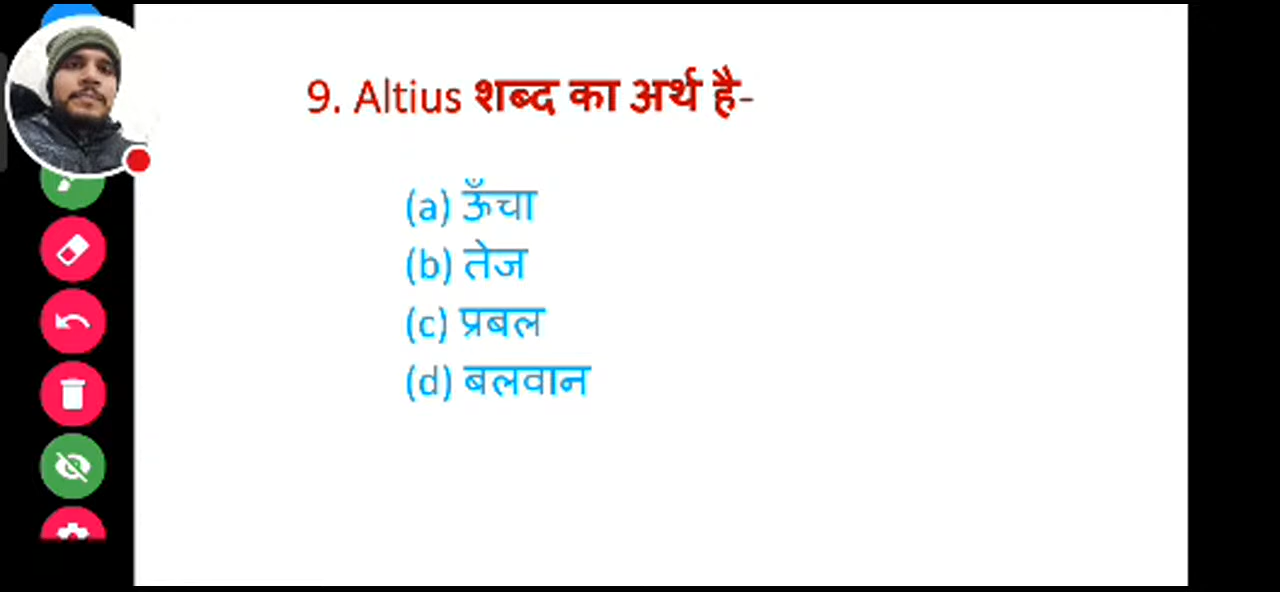 9. Altius शब्द का अर्थ है-
(a) ऊँचा
(b) तेज
(c) प्रबल
(d) बलवान